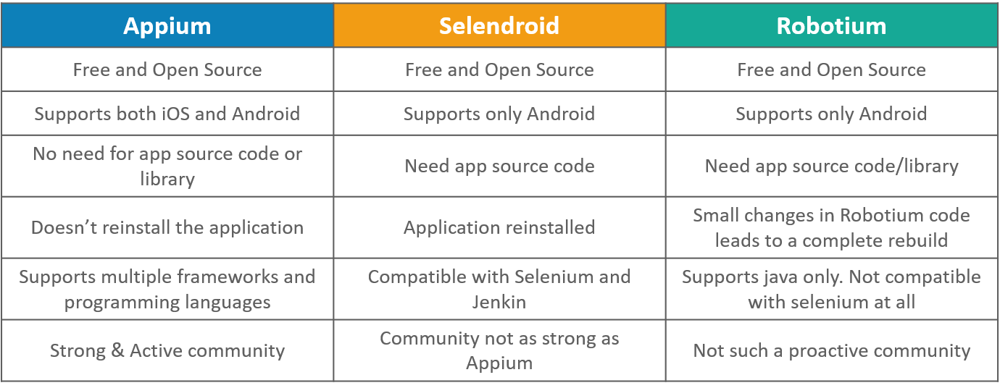 Appium
Selendroid
Robotium
Free and Open Source
Free and Open Source
Free and Open Source
Supports both iOS and Android
Supports only Android
Supports only Android
No need for app source code or
library
Need app source code
Need app source code/library
Doesn’t reinstall the application
Application reinstalled
Small changes in Robotium code
leads to a complete rebuild
Supports multiple frameworks and
programming languages
Compatible with Selenium and
Jenkin
Supports java only. Not compatible
with selenium at all
Strong & Active community
Community not as strong as
Appium
Not such a proactive community